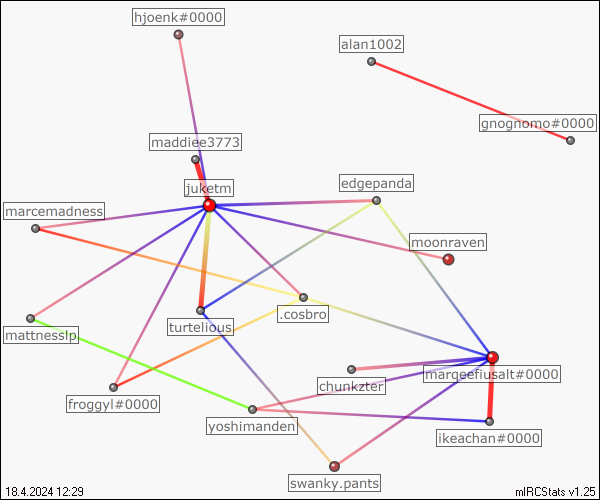 hjoenk#0000
alan1002
gnognomo#0000
maddiee3773
juketm
edgepanda
marcemadness
moonraven
.cosbro
turtelious
mattnesslp
chunkzter
marqeefiusalt#0000
froggyl#0000
yoshimanden
ikeachan#0000
swanky.pants
18.4.2024 12:29
mIRCStats v1.25